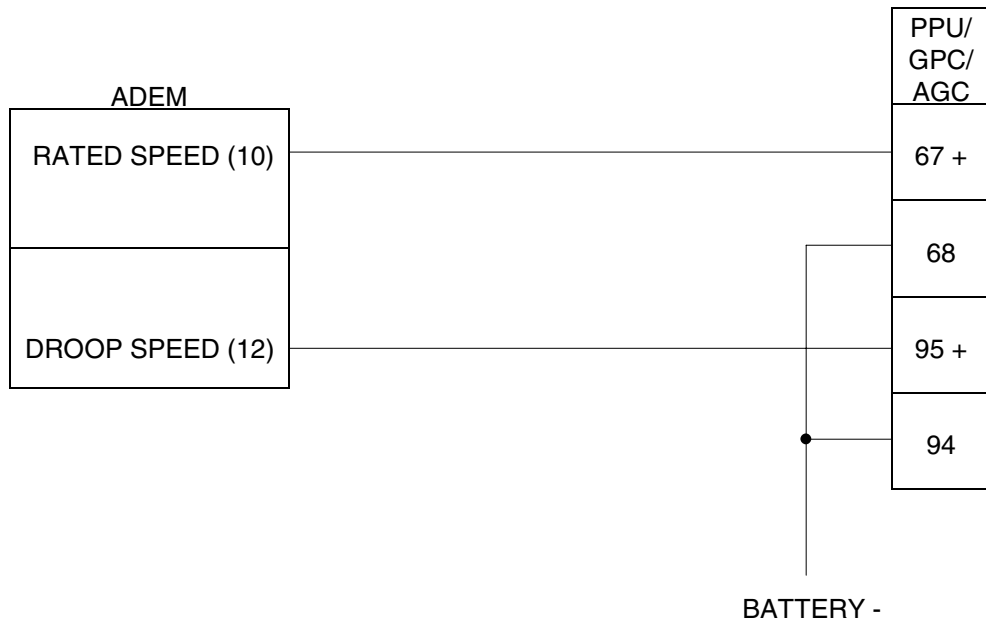 PPU/
GPC/
AGC
ADEM
RATED SPEED (10)
67 +
68
DROOP SPEED (12)
95 +
94
BATTERY -